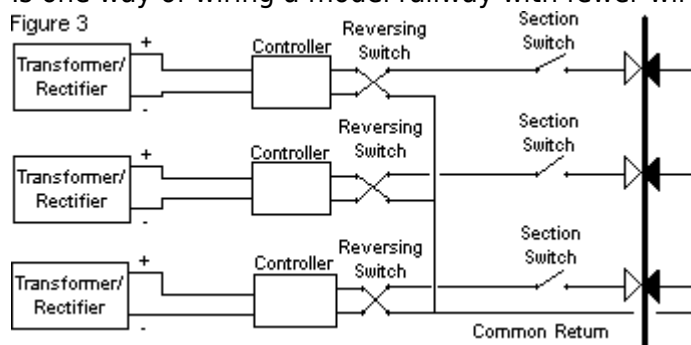 is one way of wiring a model railway with fewer
Figure 3
+
Transformer/
Rectifier
-
Controller
Reversing
Switch
Section
Switch
+
Transformer/
Rectifier
-
Controller
Reversing
Switch
Section
Switch
+
Transformer/
Rectifier
-
Controller
Reversing
Switch
Section
Switch
Common Return